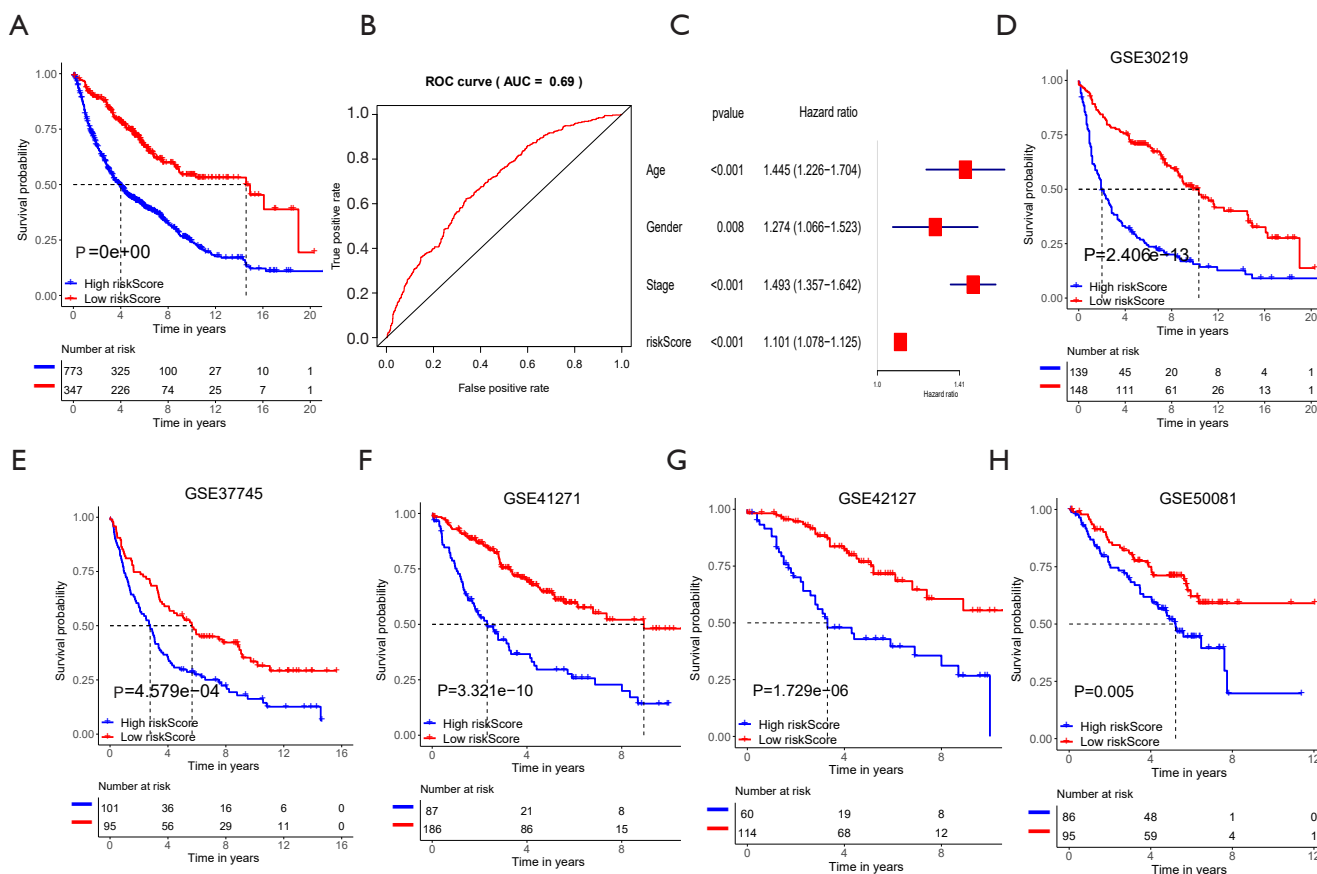 A
1.00
0.75
0.50
0.25
0.00
Survival probability
P=0e+00
High riskScore
Low riskScore
0 4 8 12 16 20
Time in years
Number at risk
773 325 100 27 10 1
347 226 74 25 7 1
0 4 8 12 16 20
Time in years
B
ROC curve ( AUC = 0.69 )
1.0
0.8
0.6
0.4
0.2
0.0
True positive rate
0.0 0.2 0.4 0.6 0.8 1.0
False positive rate
C
pvalue Hazard ratio
Age <0.001 1.445 (1.226−1.704)
Gender 0.008 1.274 (1.066−1.523)
Stage <0.001 1.493 (1.357−1.642)
riskScore <0.001 1.101 (1.078−1.125)
1.0 1.41
Hazard ratio
D
GSE30219
1.00
0.75
0.50
0.25
0.00
Survival probability
P=2.406e−13
High riskScore
Low riskScore
0 4 8 12 16 20
Time in years
Number at risk
139 45 20 8 4 1
148 111 61 26 13 1
0 4 8 12 16 20
Time in years
E
GSE37745
1.00
0.75
0.50
0.25
0.00
Survival probability
P=4.579e−04
High riskScore
Low riskScore
0 4 8 12 16
Time in years
Number at risk
101 36 16 6 0
95 56 29 11 0
0 4 8 12 16
Time in years
F
GSE41271
1.00
0.75
0.50
0.25
0.00
Survival probability
P=3.321e−10
High riskScore
Low riskScore
0 4 8
Time in years
Number at risk
87 21 8
186 86 15
0 4 8
Time in years
G
GSE42127
1.00
0.75
0.50
0.25
0.00
Survival probability
P=1.729e−06
High riskScore
Low riskScore
0 4 8
Time in years
Number at risk
60 19 8
114 68 12
0 4 8
Time in years
H
GSE50081
1.00
0.75
0.50
0.25
0.00
Survival probability
P=0.005
High riskScore
Low riskScore
0 4 8 12
Time in years
Number at risk
86 48 1 0
95 59 4 1
0 4 8 12
Time in years